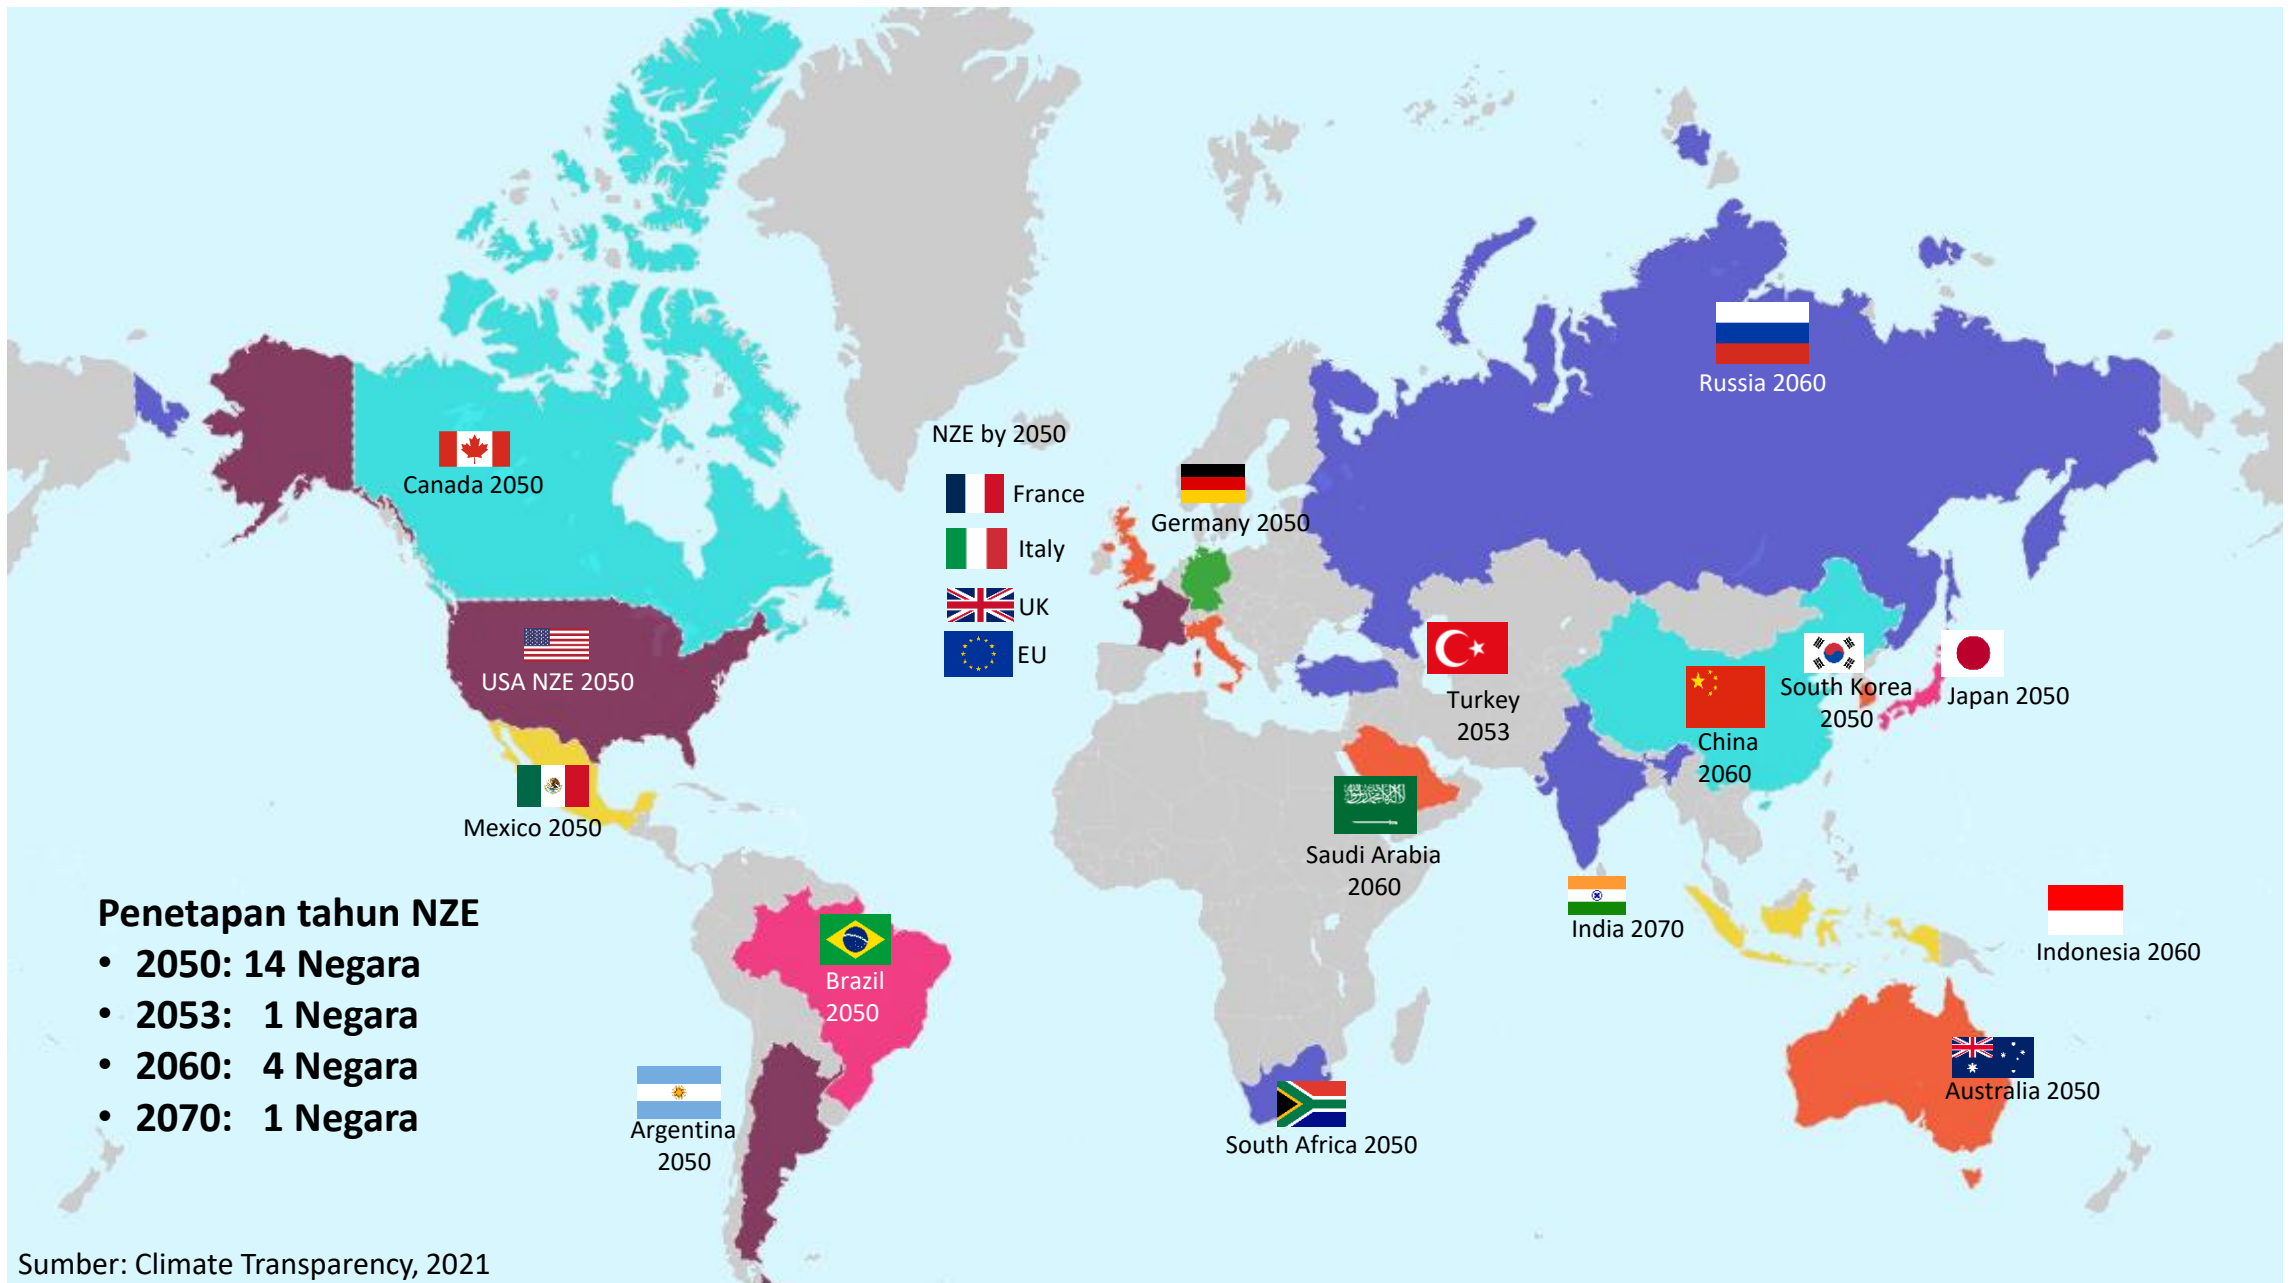 Russia 2060
NZE by 2050
Canada 2050
France
Germany 2050
Italy
UK
EU
USA NZE 2050
Turkey
2053
South Korea
2050
Japan 2050
China
2060
Mexico 2050
Saudi Arabia
2060
India 2070
Indonesia 2060
Penetapan tahun NZE
• 2050: 14 Negara
• 2053: 1 Negara
• 2060: 4 Negara
• 2070: 1 Negara
Brazil
2050
Argentina
2050
South Africa 2050
Australia 2050
Sumber: Climate Transparency, 2021